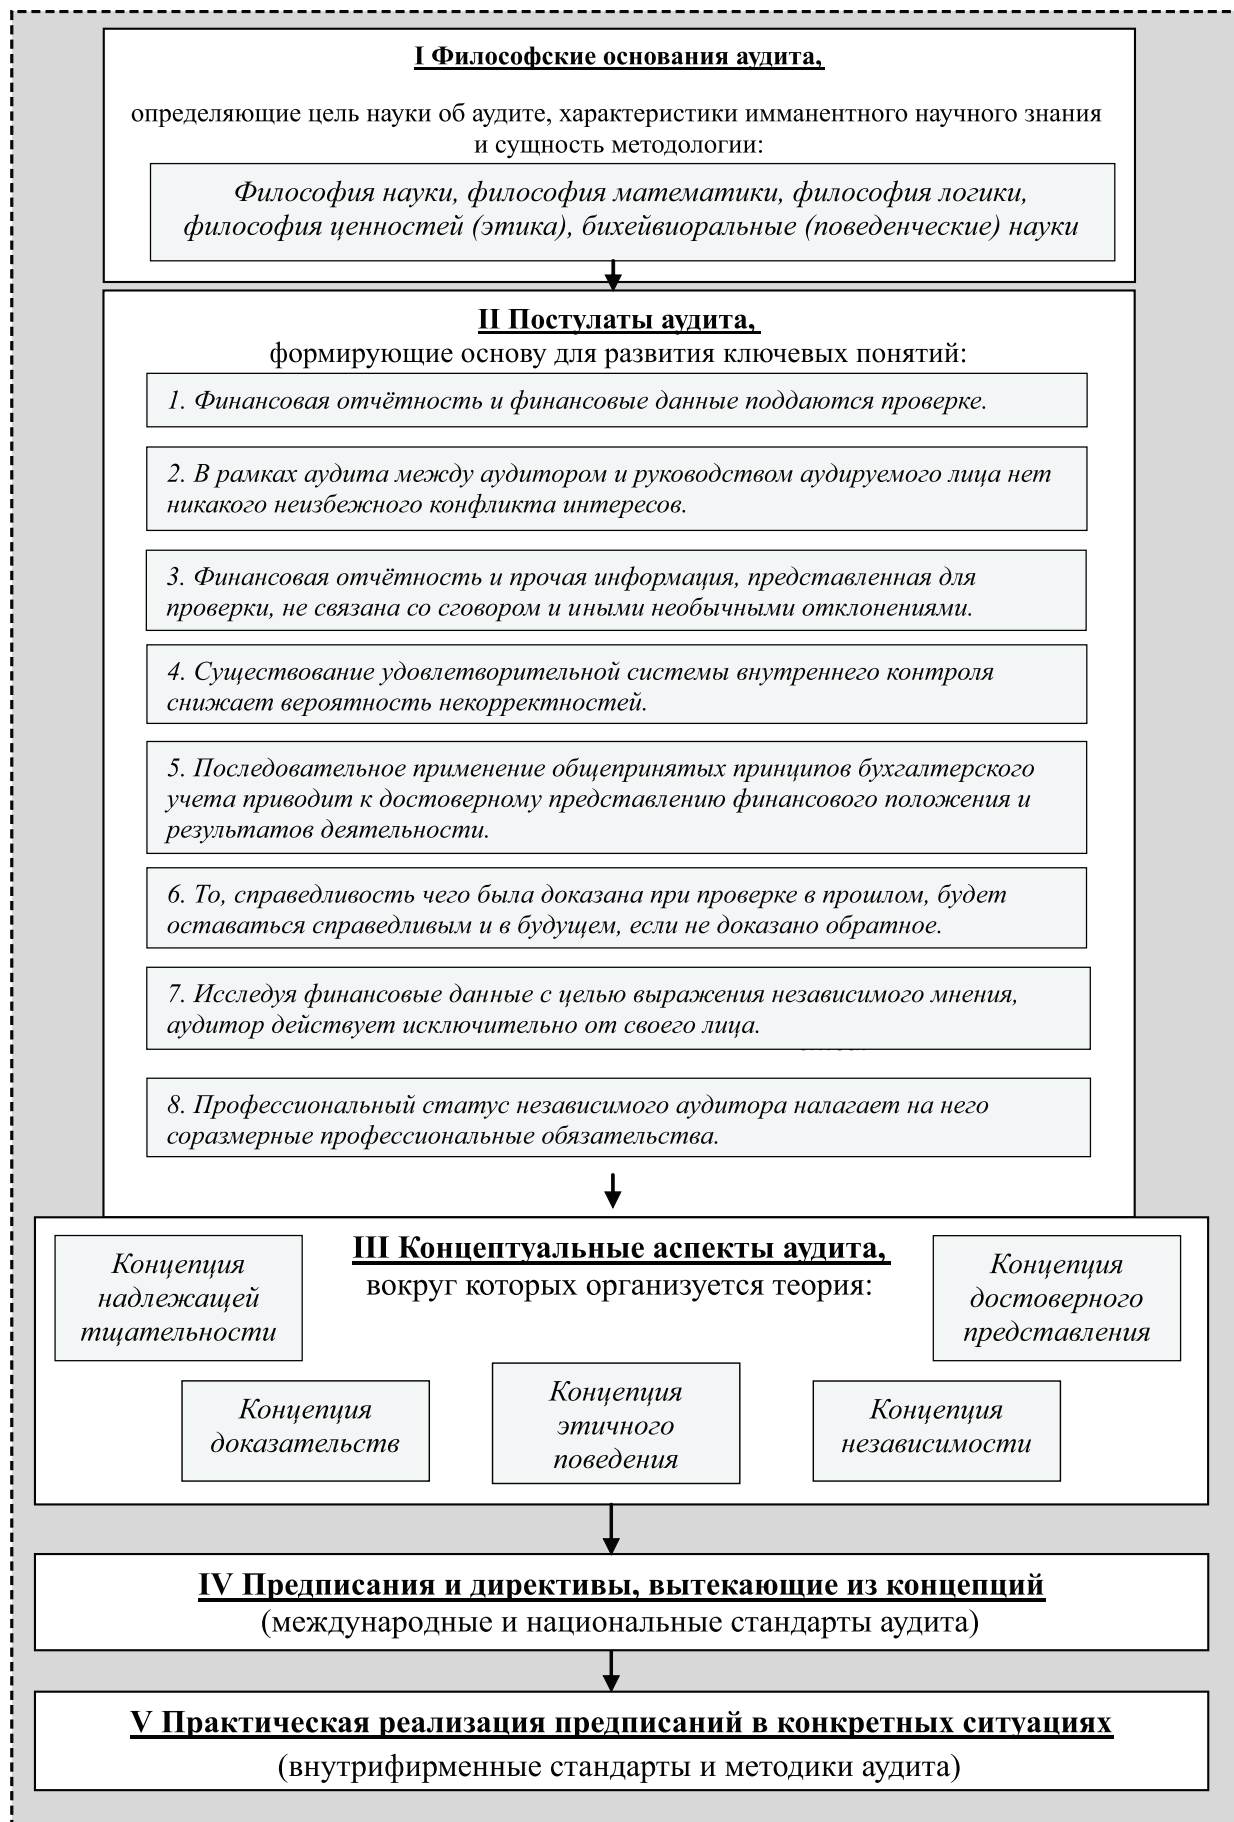 I Философские основания аудита,
определяющие цель науки об аудите, характеристики имманентного научного знания
и сущность методологии:
Философия науки, философия математики, философия логики,
философия ценностей (этика), бихейвиоральные (поведенческие) науки
II Постулаты аудита,
формирующие основу для развития ключевых понятий:
1. Финансовая отчётность и финансовые данные поддаются проверке.
2. В рамках аудита между аудитором и руководством аудируемого лица нет
никакого неизбежного конфликта интересов.
3. Финансовая отчётность и прочая информация, представленная для
проверки, не связана со сговором и иными необычными отклонениями.
4. Существование удовлетворительной системы внутреннего контроля
снижает вероятность некорректностей.
5. Последовательное применение общепринятых принципов бухгалтерского
учета приводит к достоверному представлению финансового положения и
результатов деятельности.
6. То, справедливость чего была доказана при проверке в прошлом, будет
оставаться справедливым и в будущем, если не доказано обратное.
7. Исследуя финансовые данные с целью выражения независимого мнения,
аудитор действует исключительно от своего лица.
8. Профессиональный статус независимого аудитора налагает на него
соразмерные профессиональные обязательства.
III Концептуальные аспекты аудита,
вокруг которых организуется теория:
Концепция
надлежащей
тщательности
Концепция
достоверного
представления
Концепция
доказательств
Концепция
этичного
поведения
Концепция
независимости
IV Предписания и директивы, вытекающие из концепций
(международные и национальные стандарты аудита)
V Практическая реализация предписаний в конкретных ситуациях
(внутрифирменные стандарты и методики аудита)